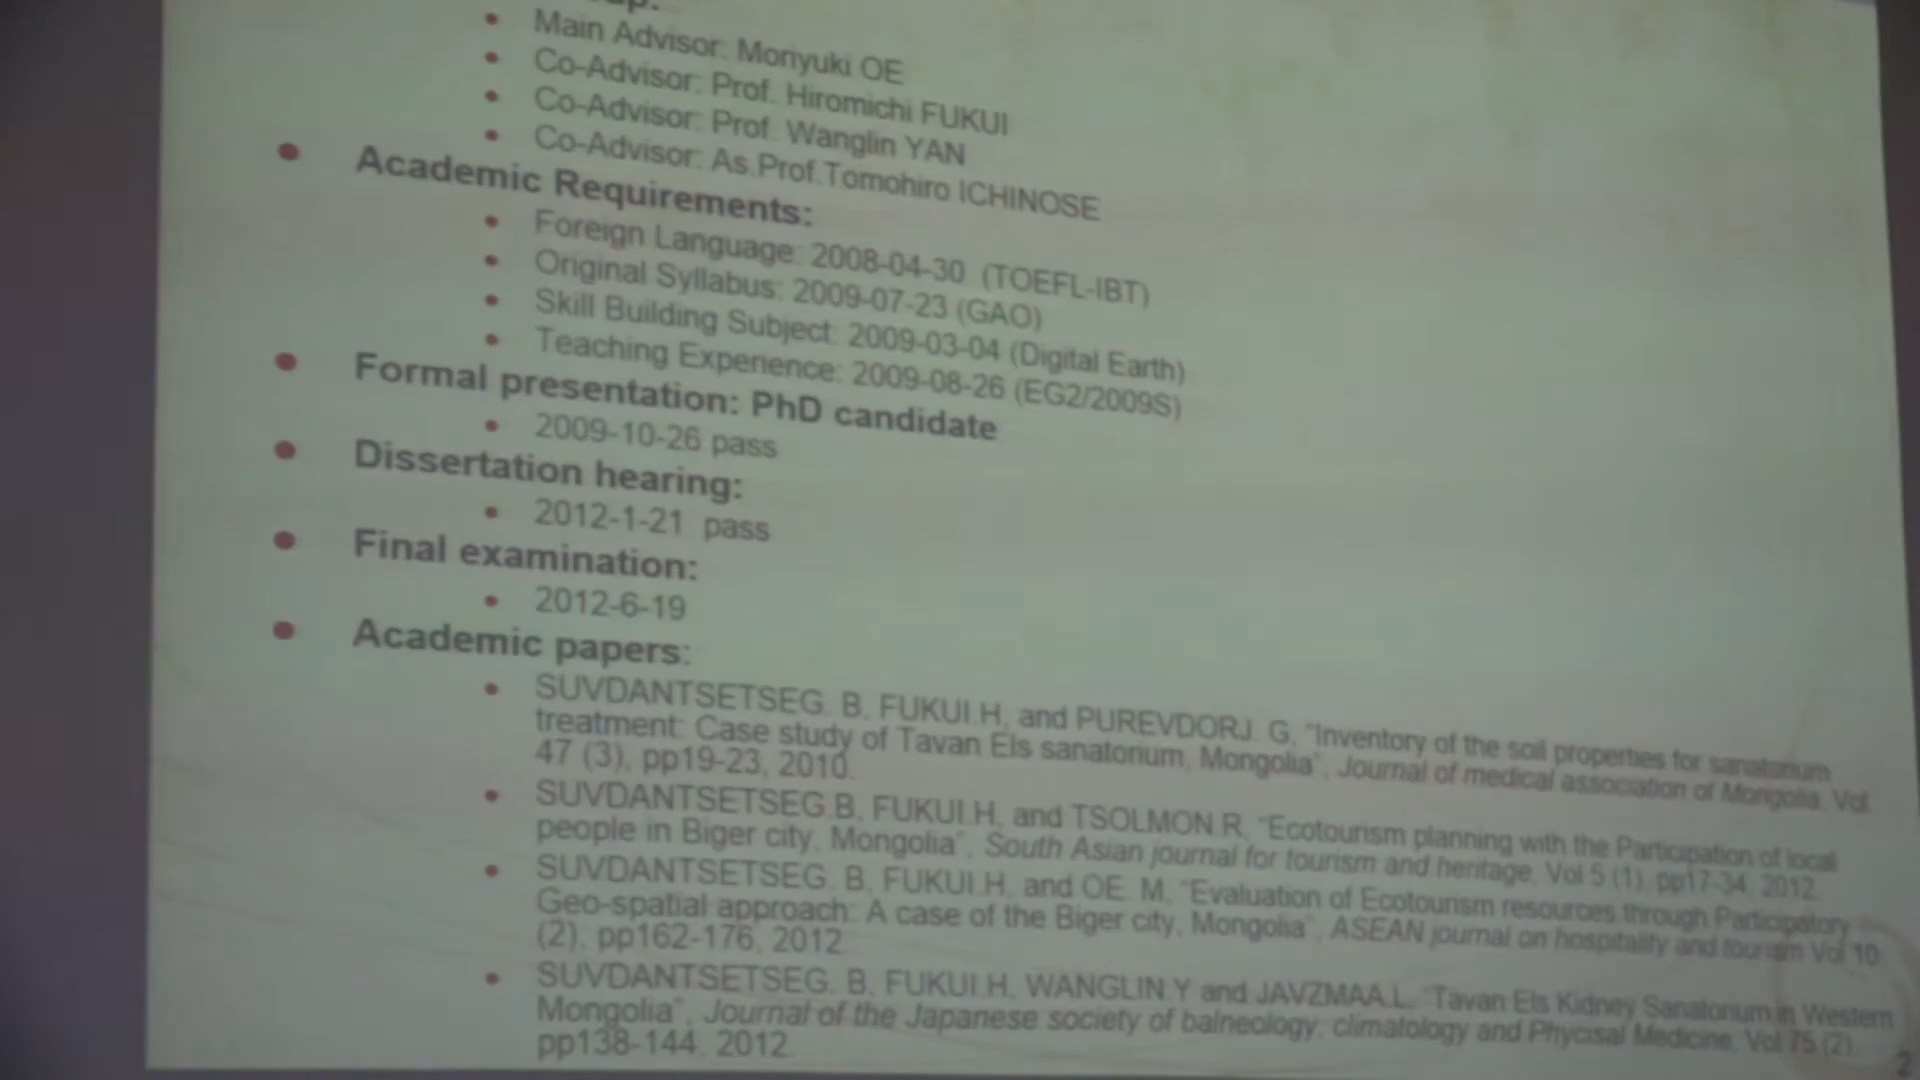 Main Advisor: Moriyuki OE
Co-Advisor: Prof. Hiromichi FUKUI
Co-Advisor: Prof. Wanglin YAN
Co-Advisor: As.Prof.Tomohiro ICHINOSE
Academic Requirements:
Foreign Language: 2008-04-30 (TOEFL-IBT)
Original Syllabus: 2009-07-23 (GAO)
Skill Building Subject: 2009-03-04 (Digital Earth)
Teaching Experience: 2009-08-26 (EG2/2009S)
Formal presentation: PhD candidate
2009-10-26 pass
Dissertation hearing:
2012-1-21 pass
Final examination:
2012-6-19
Academic papers:
SUVDANTSETSEG. B, FUKUI.H, and PUREVDORJ. G, "Inventory of the soil properties for sanatorium
treatment: Case study of Tavan Els sanatorium, Mongolia", Journal of medical association of Mongolia, Vol
47 (3), pp19-23, 2010.
SUVDANTSETSEG.B, FUKUI.H, and TSOLMON.R, "Ecotourism planning with the Participation of local
people in Biger city, Mongolia", South Asian journal for tourism and heritage, Vol 5 (1), pp17-34, 2012.
SUVDANTSETSEG. B, FUKUI.H, and OE. M, "Evaluation of Ecotourism resources through Participatory
Geo-spatial approach: A case of the Biger city, Mongolia", ASEAN journal on hospitality and tourism Vol 10
(2), pp162-176, 2012.
SUVDANTSETSEG. B, FUKUI.H, WANGLIN.Y and JAVZMAA.L. "Tavan Els Kidney Sanatorium in Western
Mongolia", Journal of the Japanese society of balneology, climatology and Phycisal Medicine, Vol 75 (2),
pp138-144, 2012.
2